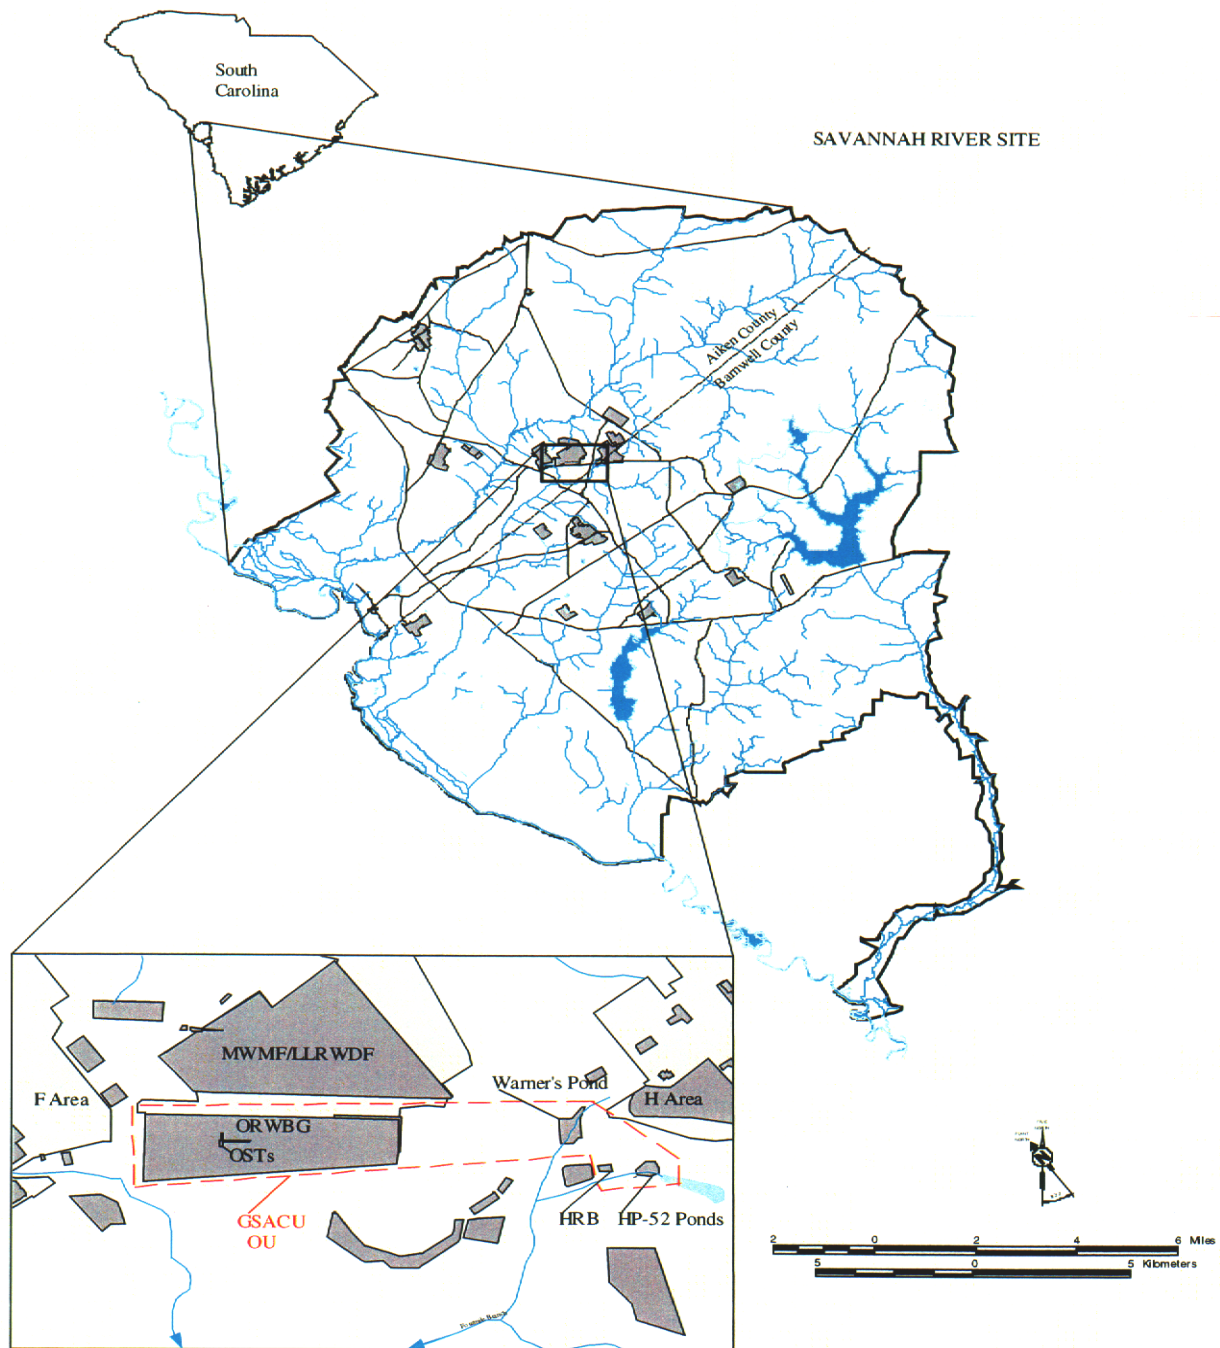 South
Carolina
SAVANNAH RIVER SITE
Aiken County
Barnwell County
MWMF/LLRWDF
Warner's Pond
F Area
H Area
ORWBG
OSTs
GSACU
OU
HRB
HP-52 Ponds
2 0 2 4 6 Miles
5 0 5 Kilometers